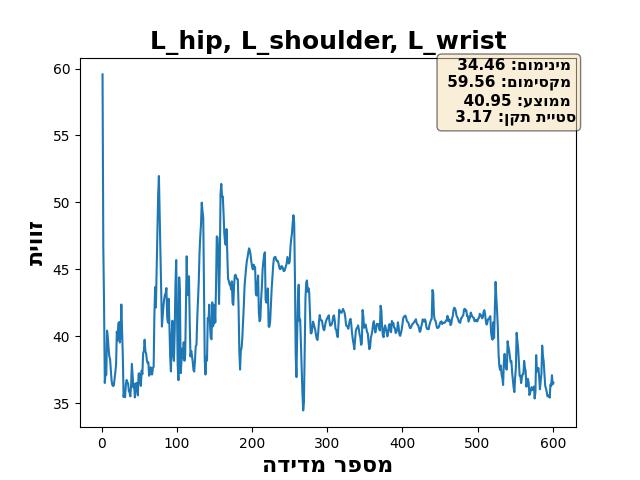 L_hip, L_shoulder, L_wrist
מינימום: 34.46
מקסימום: 59.56
ממוצע: 40.95
סטיית תקן: 3.17
זווית
60
55
50
45
40
35
0 100 200 300 400 500 600
מספר מדידה